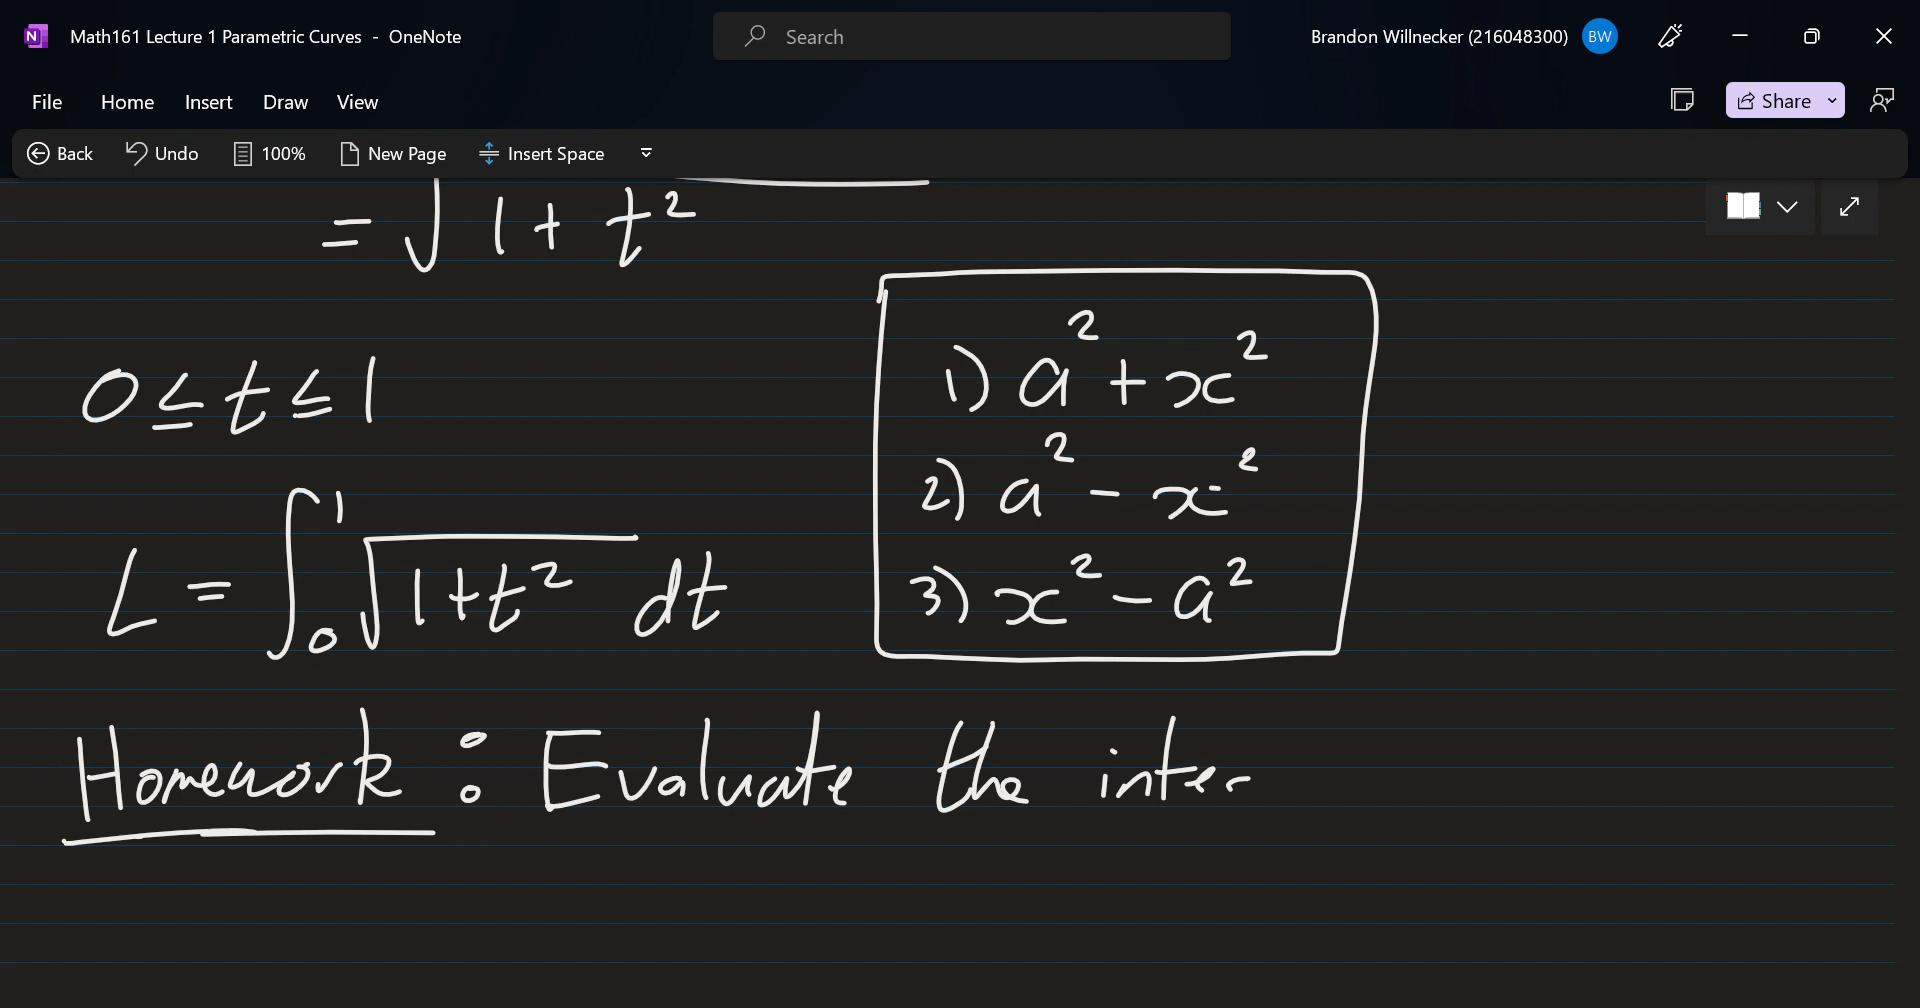 Math161 Lecture 1 Parametric Curves - OneNote
Search
Brandon Willnecker (216048300) BW
File Home Insert Draw View
Share
Back Undo 100% New Page Insert Space
= √ 1 + t²
0 ≤ t ≤ 1
1) a² + x²
2) a² - x²
3) x² - a²
L = ∫₀¹ √(1+t²) dt
Homework : Evaluate the inter